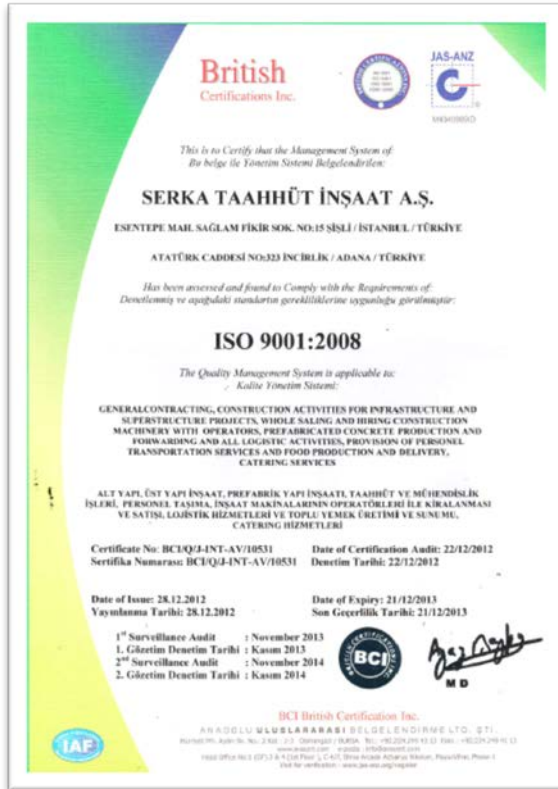 British
Certifications Inc.
JAS-ANZ
This is to Certify that the Management System of:
Bu belge ile Yönetim Sistemi Belgelendirilen:
SERKA TAAHHÜT İNŞAAT A.Ş.
ESENTEPE MAH. SAĞLAM FİKİR SOK. NO:15 ŞİŞLİ / İSTANBUL / TÜRKİYE
ATATÜRK CADDESİ NO:323 İNCİRLİK / ADANA / TÜRKİYE
Has been assessed and found to Comply with the Requirements of:
Denetlenmiş ve aşağıdaki standartın gerekliliklerine uygunluğu görülmüştür:
ISO 9001:2008
The Quality Management System is applicable to:
Kalite Yönetim Sistemi:
GENERALCONTRACTING, CONSTRUCTION ACTIVITIES FOR INFRASTRUCTURE AND
SUPERSTRUCTURE PROJECTS, WHOLE SALING AND HIRING CONSTRUCTION
MACHINERY WITH OPERATORS, PREFABRICATED CONCRETE PRODUCTION AND
FORWARDING AND ALL LOGISTIC ACTIVITIES, PROVISION OF PERSONEL
TRANSPORTATION SERVICES AND FOOD PRODUCTION AND DELIVERY,
CATERING SERVICES
ALT YAPI, ÜST YAPI İNŞAAT, PREFABRİK YAPI İNŞAATI, TAAHHÜT VE MÜHENDİSLİK
İŞLERİ, PERSONEL TAŞIMA, İNŞAAT MAKİNALARININ OPERATÖRLERİ İLE KİRALANMASI
VE SATIŞI, LOJİSTİK HİZMETLERİ VE TOPLU YEMEK ÜRETİMİ VE SUNUMU,
CATERING HİZMETLERİ
Certificate No: BCI/Q/J-INT-AV/10531 Date of Certification Audit: 22/12/2012
Sertifika Numarası: BCI/Q/J-INT-AV/10531 Denetim Tarihi: 22/12/2012
Date of Issue: 28.12.2012 Date of Expiry: 21/12/2013
Yayınlanma Tarihi: 28.12.2012 Son Geçerlilik Tarihi: 21/12/2013
1st Surveillance Audit : November 2013
1. Gözetim Denetim Tarihi : Kasım 2013
2nd Surveillance Audit : November 2014
2. Gözetim Denetim Tarihi : Kasım 2014
BCI
M D
BCI British Certification Inc.
ANADOLU ULUSLARARASI BELGELENDİRME LTD. ŞTİ.
IAF